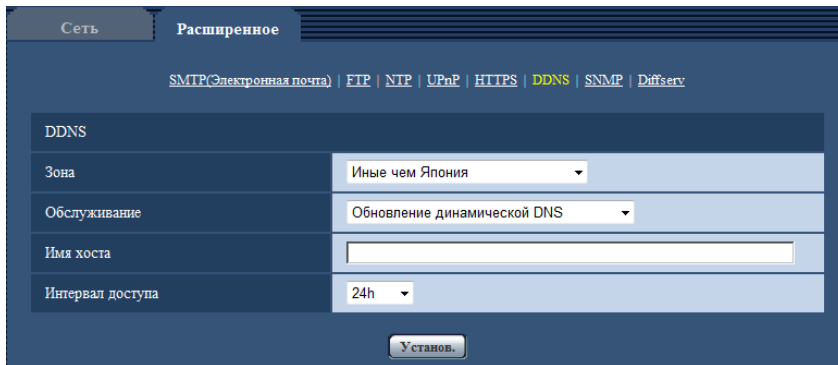 Сеть Расширенное
SMTP(Электронная почта) | FTP | NTP | UPnP | HTTPS | DDNS | SNMP | Diffserv
DDNS
Зона Иные чем Япония
Обслуживание Обновление динамической DNS
Имя хоста
Интервал доступа 24h
Установ.